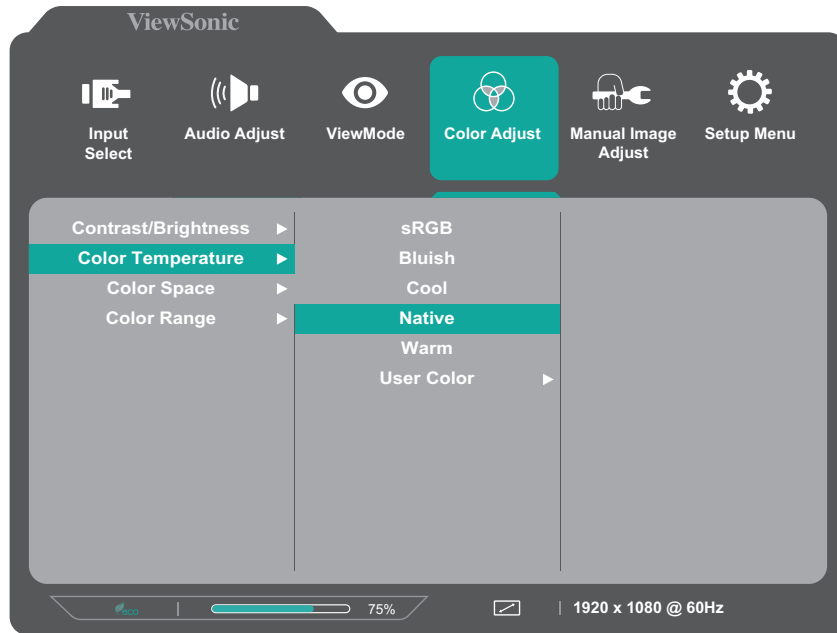 ViewSonic
Input
Select
Audio Adjust
ViewMode
Color Adjust
Manual Image
Adjust
Setup Menu
Contrast/Brightness
Color Temperature
Color Space
Color Range
sRGB
Bluish
Cool
Native
Warm
User Color
eco
75%
1920 x 1080 @ 60Hz